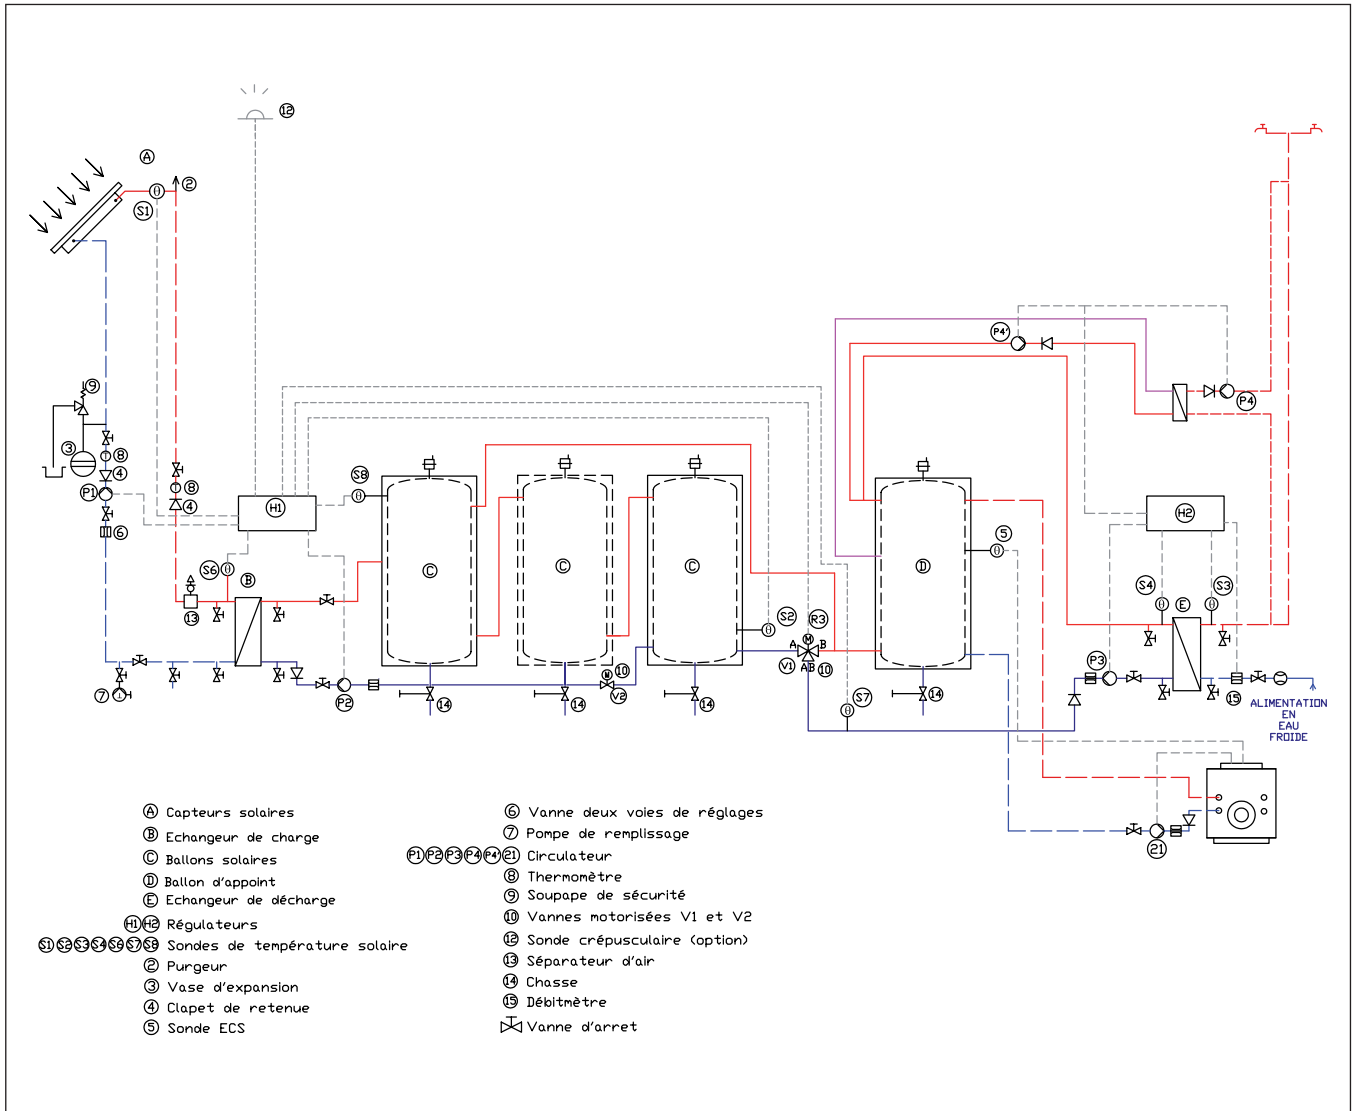 12
A
2
S1
P4'
9
P4
3
8
4
P1
6
S8
8
4
H1
H2
5
C
C
C
D
S6
B
13
S4
S3
E
S2
R3
M
A
B
V1
AB
10
P3
M
10
V2
S7
7
P2
14
14
14
14
15
ALIMENTATION
EN
EAU
FROIDE
21
A Capteurs solaires
B Echangeur de charge
C Ballons solaires
D Ballon d'appoint
E Echangeur de décharge
H1 H2 Régulateurs
S1 S2 S3 S4 S6 S7 S8 Sondes de température solaire
2 Purgeur
3 Vase d'expansion
4 Clapet de retenue
5 Sonde ECS
6 Vanne deux voies de réglages
7 Pompe de remplissage
P1 P2 P3 P4 P4' 21 Circulateur
8 Thermomètre
9 Soupape de sécurité
10 Vannes motorisées V1 et V2
12 Sonde crépusculaire (option)
13 Séparateur d'air
14 Chasse
15 Débitmètre
Vanne d'arret